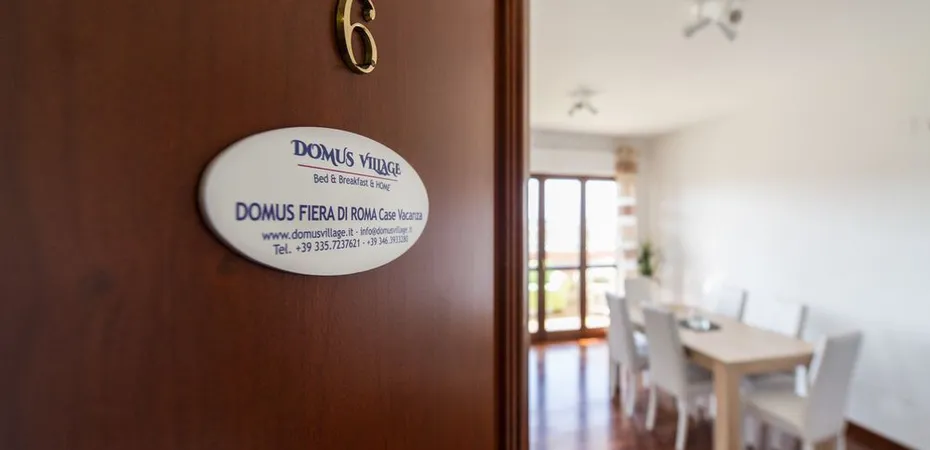 6
DOMUS VILLAGE
Bed & Breakfast & HOME
DOMUS FIERA DI ROMA Case Vacanza
www.domusvillage.it - info@domusvillage.it
Tel. +39 335.7237621 - +39 346.3933280